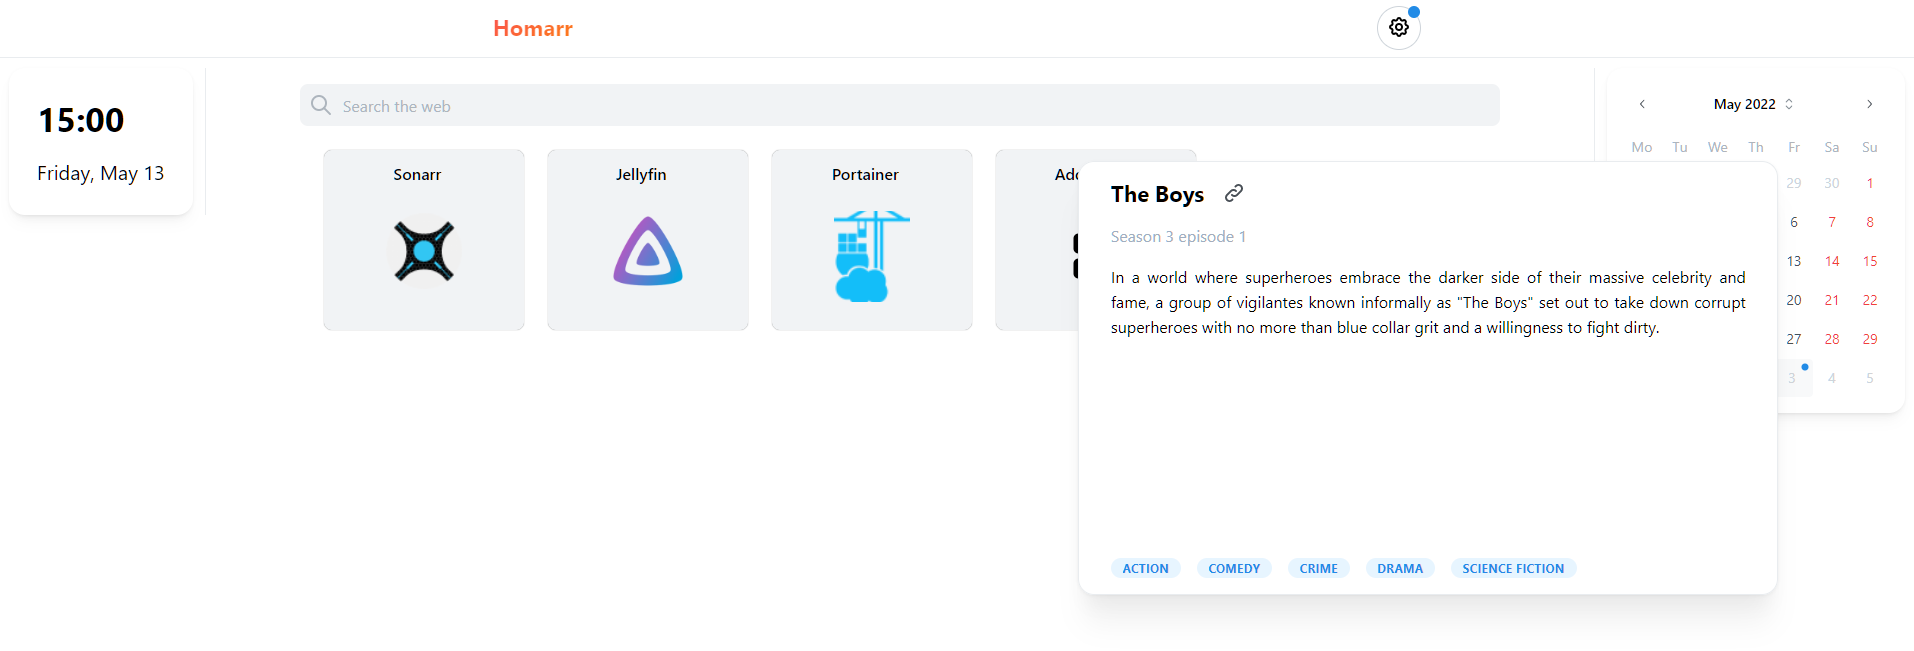 Homarr
15:00
Friday, May 13
Search the web
Sonarr
Jellyfin
Portainer
The Boys
Season 3 episode 1
In a world where superheroes embrace the darker side of their massive celebrity and
fame, a group of vigilantes known informally as "The Boys" set out to take down corrupt
superheroes with no more than blue collar grit and a willingness to fight dirty.
ACTION COMEDY CRIME DRAMA SCIENCE FICTION
May 2022
Mo Tu We Th Fr Sa Su
29 30 1
6 7 8
13 14 15
20 21 22
27 28 29
3 4 5